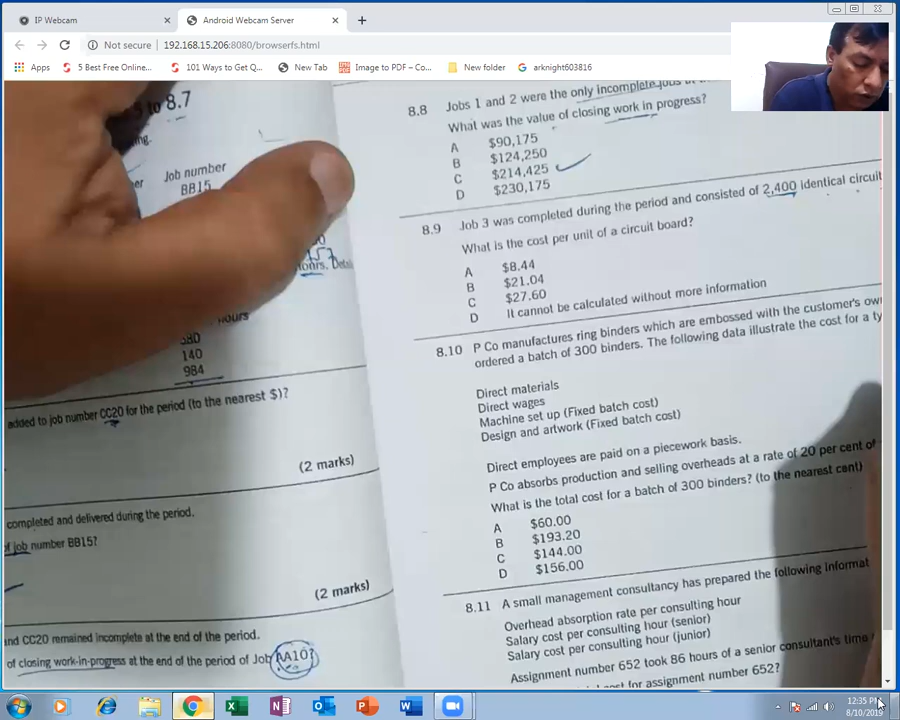 IP Webcam
Android Webcam Server
Not secure
192.168.15.206:8080/browserfs.html
Apps
5 Best Free Online...
101 Ways to Get Q...
New Tab
Image to PDF – Co...
New folder
arknight603816
to 8.7
ing.
Job number
BB15
hours
140
984
added to job number CC20 for the period (to the nearest $)?
(2 marks)
completed and delivered during the period.
of job number BB15?
(2 marks)
and CC20 remained incomplete at the end of the period.
of closing work-in-progress at the end of the period of Job AA10?
8.8 Jobs 1 and 2 were the only incomplete jobs
What was the value of closing work in progress?
A $90,175
B $124,250
C $214,425
D $230,175
8.9 Job 3 was completed during the period and consisted of 2,400 identical circuit
What is the cost per unit of a circuit board?
A $8.44
B $21.04
C $27.60
D It cannot be calculated without more information
8.10 P Co manufactures ring binders which are embossed with the customer's own
ordered a batch of 300 binders. The following data illustrate the cost for a ty
Direct materials
Direct wages
Machine set up (Fixed batch cost)
Design and artwork (Fixed batch cost)
Direct employees are paid on a piecework basis.
P Co absorbs production and selling overheads at a rate of 20 per cent of
What is the total cost for a batch of 300 binders? (to the nearest cent)
A $60.00
B $193.20
C $144.00
D $156.00
8.11 A small management consultancy has prepared the following informat
Overhead absorption rate per consulting hour
Salary cost per consulting hour (senior)
Salary cost per consulting hour (junior)
Assignment number 652 took 86 hours of a senior consultant's time
cost for assignment number 652?
12:35 PM
8/10/2019